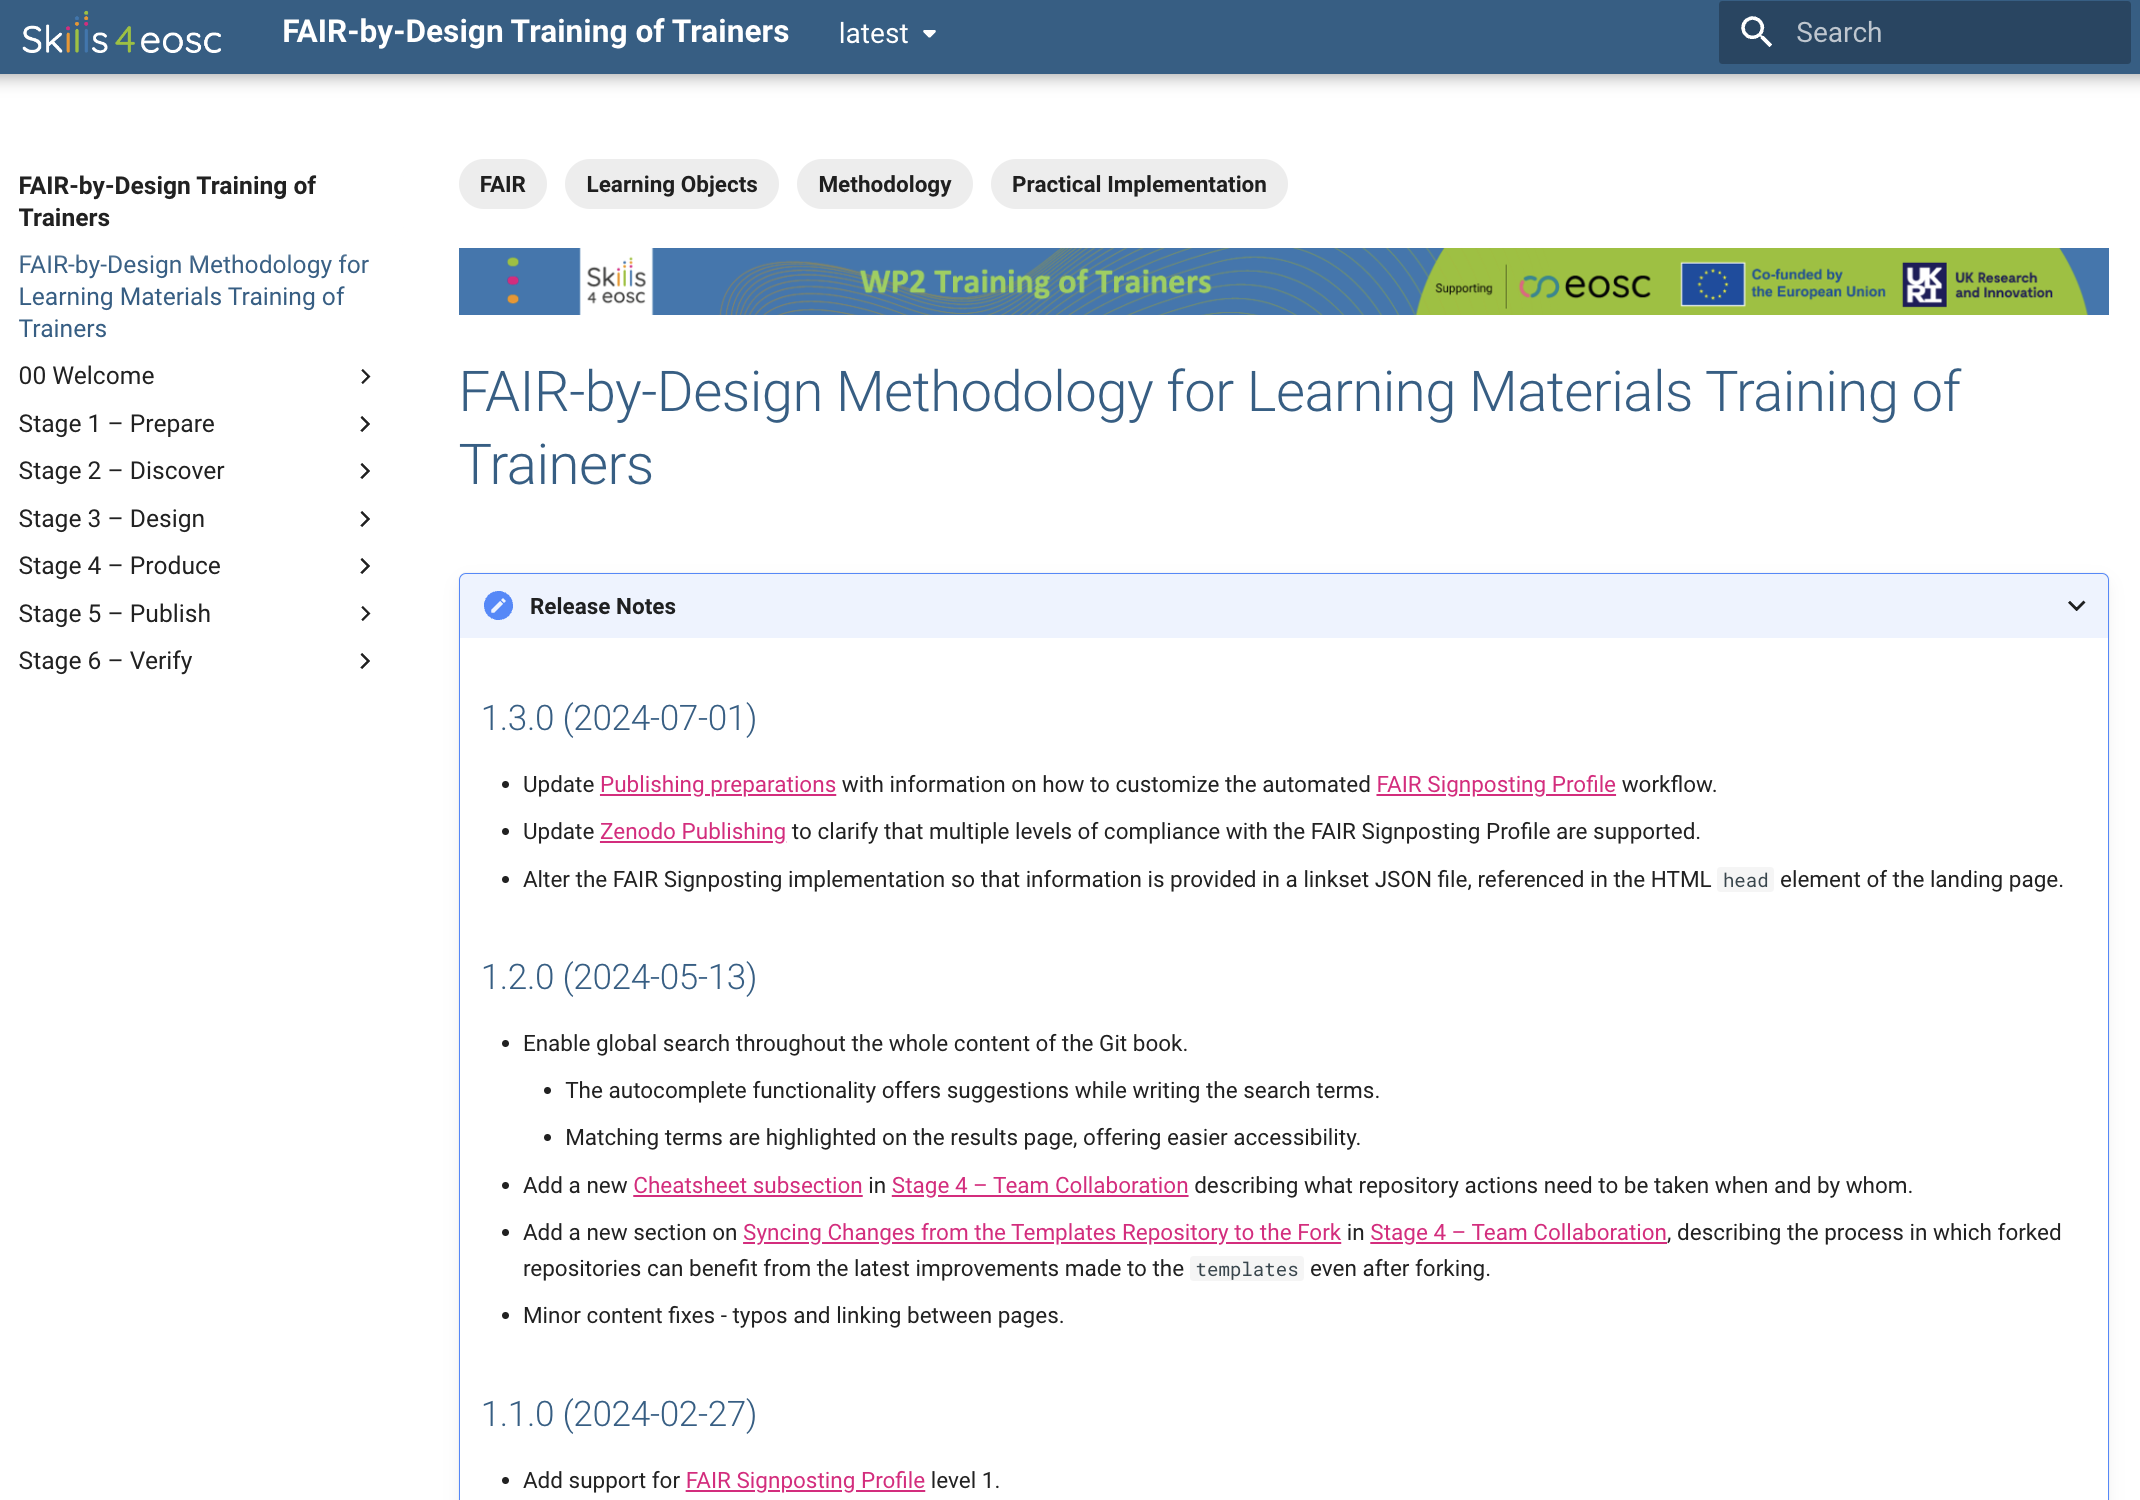 Skills4eosc
FAIR-by-Design Training of Trainers
latest
Search
FAIR-by-Design Training of
Trainers
FAIR-by-Design Methodology for
Learning Materials Training of
Trainers
00 Welcome
Stage 1 – Prepare
Stage 2 – Discover
Stage 3 – Design
Stage 4 – Produce
Stage 5 – Publish
Stage 6 – Verify
FAIR
Learning Objects
Methodology
Practical Implementation
Skills
4 eosc
WP2 Training of Trainers
Supporting
eosc
Co-funded by
the European Union
UK
RI
UK Research
and Innovation
FAIR-by-Design Methodology for Learning Materials Training of
Trainers
Release Notes
1.3.0 (2024-07-01)
• Update Publishing preparations with information on how to customize the automated FAIR Signposting Profile workflow.
• Update Zenodo Publishing to clarify that multiple levels of compliance with the FAIR Signposting Profile are supported.
• Alter the FAIR Signposting implementation so that information is provided in a linkset JSON file, referenced in the HTML head element of the landing page.
1.2.0 (2024-05-13)
• Enable global search throughout the whole content of the Git book.
• The autocomplete functionality offers suggestions while writing the search terms.
• Matching terms are highlighted on the results page, offering easier accessibility.
• Add a new Cheatsheet subsection in Stage 4 – Team Collaboration describing what repository actions need to be taken when and by whom.
• Add a new section on Syncing Changes from the Templates Repository to the Fork in Stage 4 – Team Collaboration, describing the process in which forked
repositories can benefit from the latest improvements made to the templates even after forking.
• Minor content fixes - typos and linking between pages.
1.1.0 (2024-02-27)
• Add support for FAIR Signposting Profile level 1.